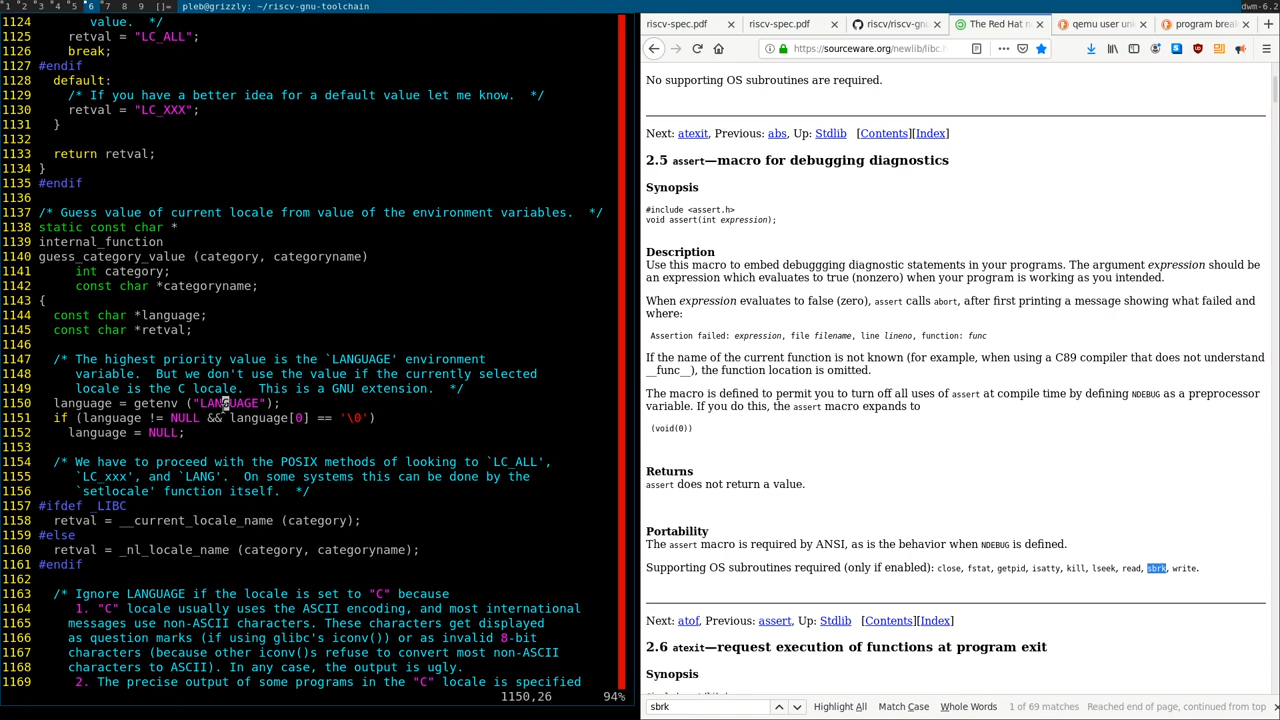 1 2 3 4 5 6 7 8 9 []= pleb@grizzly: ~/riscv-gnu-toolchain dwm-6.2
1124 value. */
1125 retval = "LC_ALL";
1126 break;
1127 #endif
1128 default:
1129 /* If you have a better idea for a default value let me know. */
1130 retval = "LC_XXX";
1131 }
1132
1133 return retval;
1134 }
1135 #endif
1136
1137 /* Guess value of current locale from value of the environment variables. */
1138 static const char *
1139 internal_function
1140 guess_category_value (category, categoryname)
1141 int category;
1142 const char *categoryname;
1143 {
1144 const char *language;
1145 const char *retval;
1146
1147 /* The highest priority value is the `LANGUAGE' environment
1148 variable. But we don't use the value if the currently selected
1149 locale is the C locale. This is a GNU extension. */
1150 language = getenv ("LANGUAGE");
1151 if (language != NULL && language[0] == '\0')
1152 language = NULL;
1153
1154 /* We have to proceed with the POSIX methods of looking to `LC_ALL',
1155 `LC_xxx', and `LANG'. On some systems this can be done by the
1156 `setlocale' function itself. */
1157 #ifdef _LIBC
1158 retval = __current_locale_name (category);
1159 #else
1160 retval = _nl_locale_name (category, categoryname);
1161 #endif
1162
1163 /* Ignore LANGUAGE if the locale is set to "C" because
1164 1. "C" locale usually uses the ASCII encoding, and most international
1165 messages use non-ASCII characters. These characters get displayed
1166 as question marks (if using glibc's iconv()) or as invalid 8-bit
1167 characters (because other iconv()s refuse to convert most non-ASCII
1168 characters to ASCII). In any case, the output is ugly.
1169 2. The precise output of some programs in the "C" locale is specified
1150,26 94%
riscv-spec.pdf riscv-spec.pdf riscv/riscv-gn The Red Hat n qemu user un program brea
https://sourceware.org/newlib/libc.h
No supporting OS subroutines are required.
Next: atexit, Previous: abs, Up: Stdlib [Contents][Index]
2.5 assert—macro for debugging diagnostics
Synopsis
#include <assert.h>
void assert(int expression);
Description
Use this macro to embed debuggging diagnostic statements in your programs. The argument expression should be
an expression which evaluates to true (nonzero) when your program is working as you intended.
When expression evaluates to false (zero), assert calls abort, after first printing a message showing what failed and
where:
Assertion failed: expression, file filename, line lineno, function: func
If the name of the current function is not known (for example, when using a C89 compiler that does not understand
__func__), the function location is omitted.
The macro is defined to permit you to turn off all uses of assert at compile time by defining NDEBUG as a preprocessor
variable. If you do this, the assert macro expands to
(void(0))
Returns
assert does not return a value.
Portability
The assert macro is required by ANSI, as is the behavior when NDEBUG is defined.
Supporting OS subroutines required (only if enabled): close, fstat, getpid, isatty, kill, lseek, read, sbrk, write.
Next: atof, Previous: assert, Up: Stdlib [Contents][Index]
2.6 atexit—request execution of functions at program exit
Synopsis
sbrk Highlight All Match Case Whole Words 1 of 69 matches Reached end of page, continued from top